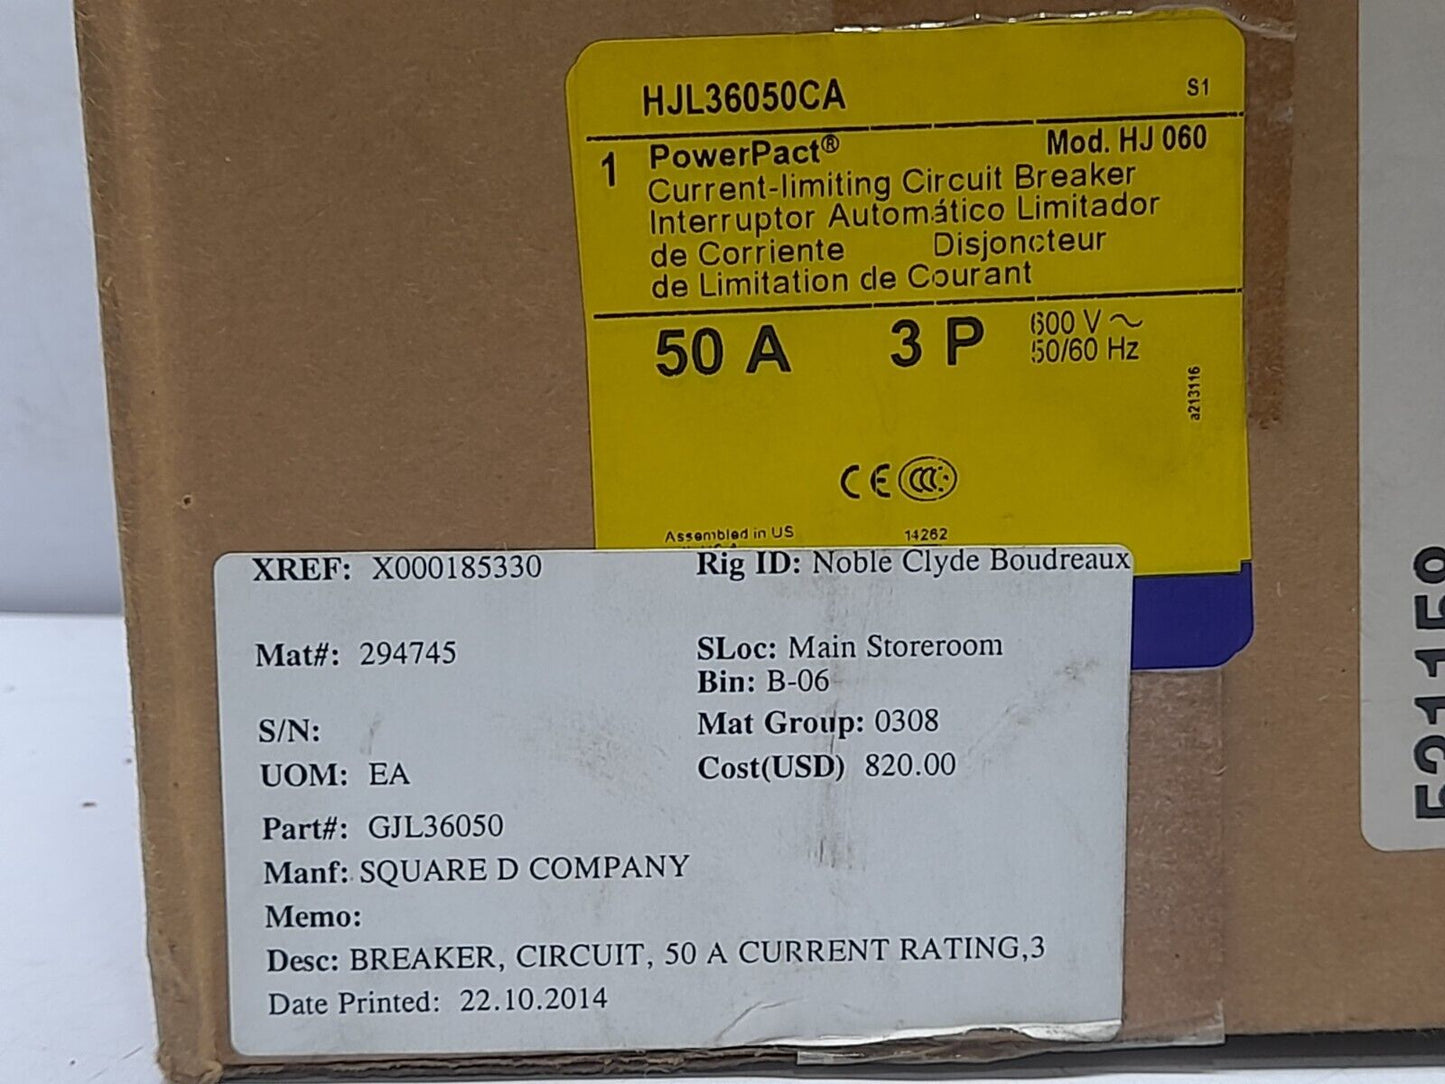 HJL36050CA
S1
1 PowerPact® Mod. HJ 060
Current-limiting Circuit Breaker
Interruptor Automático Limitador
de Corriente Disjoncteur
de Limitation de Courant
50 A 3 P 600 V ~
50/60 Hz
a213116
CE CCC
Assembled in US 14262
XREF: X000185330 Rig ID: Noble Clyde Boudreaux
Mat#: 294745 SLoc: Main Storeroom
Bin: B-06
S/N: Mat Group: 0308
UOM: EA Cost(USD) 820.00
Part#: GJL36050
Manf: SQUARE D COMPANY
Memo:
Desc: BREAKER, CIRCUIT, 50 A CURRENT RATING,3
Date Printed: 22.10.2014